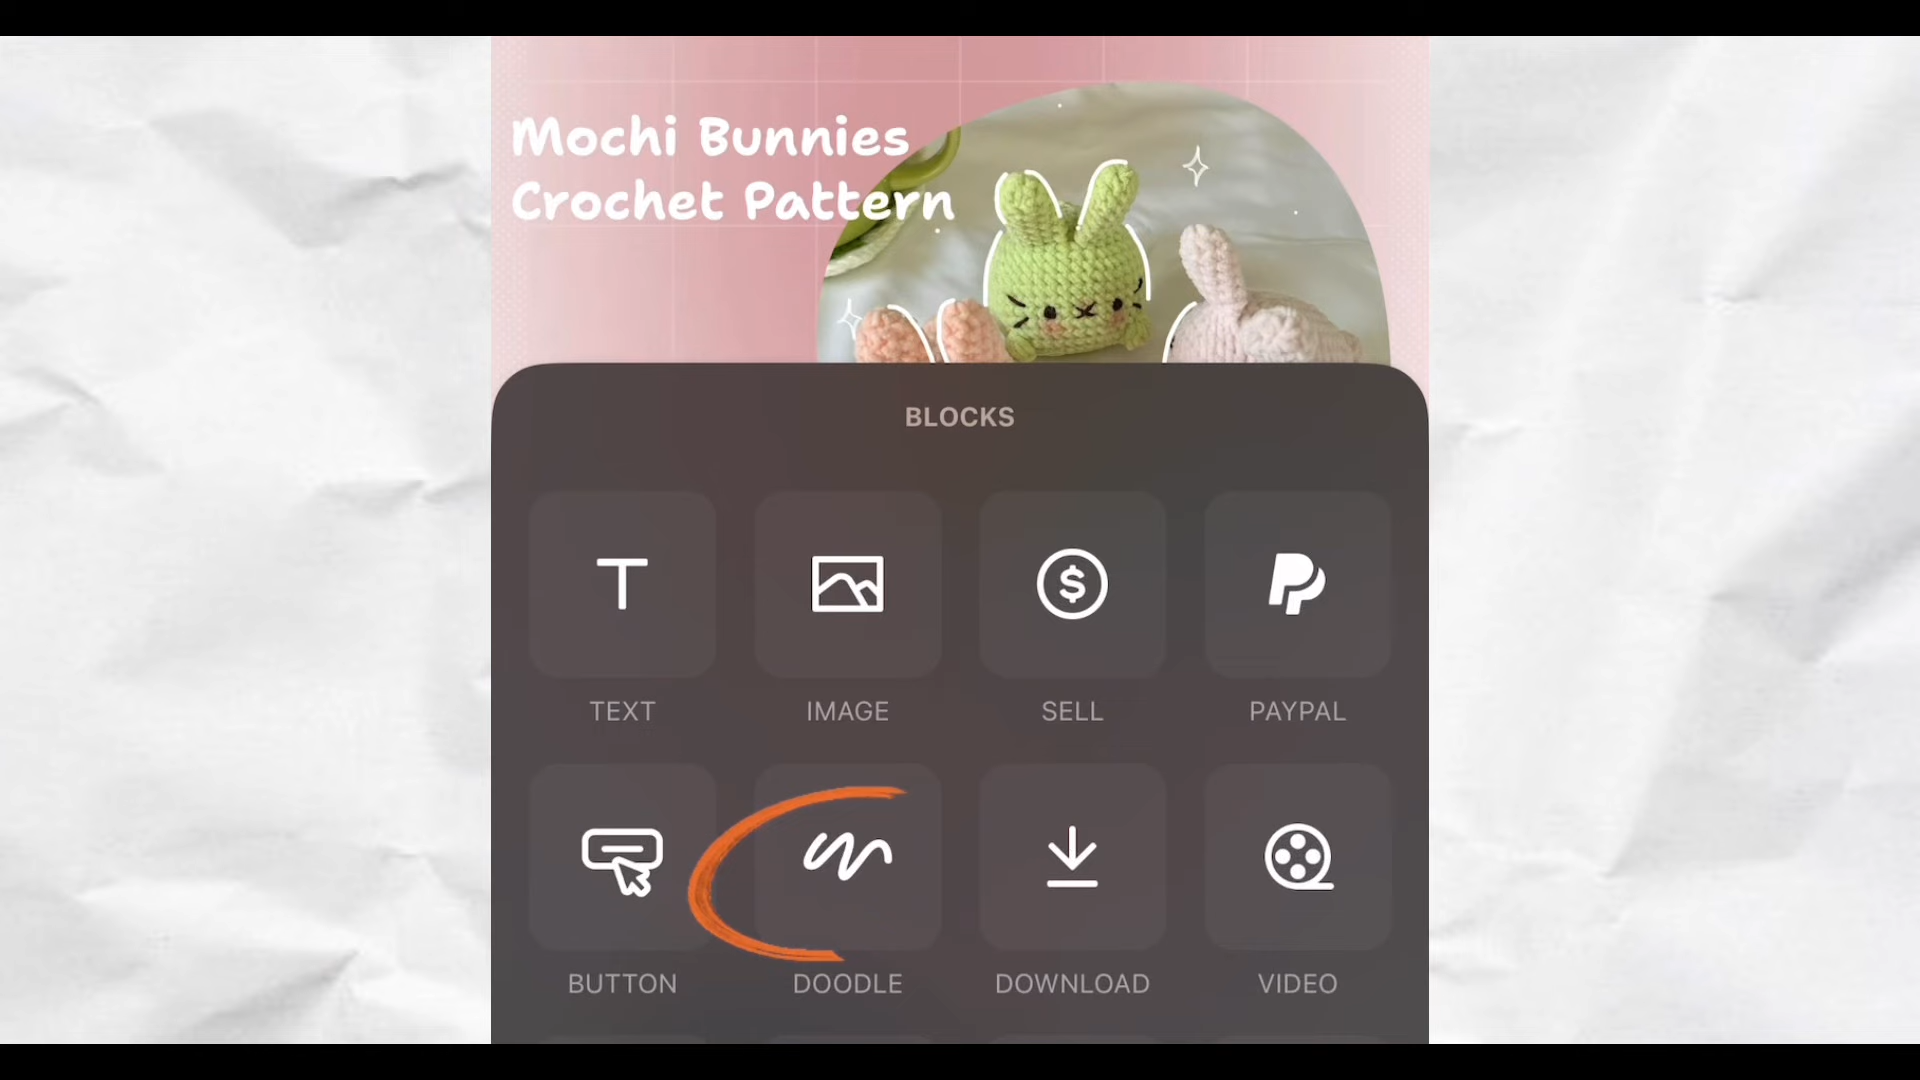 Mochi Bunnies
Crochet Pattern
BLOCKS
TEXT IMAGE SELL PAYPAL
BUTTON DOODLE DOWNLOAD VIDEO